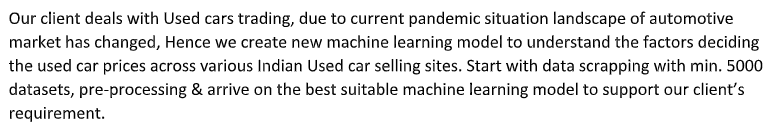 Our client deals with Used cars trading, due to current pandemic situation landscape of automotive
market has changed, Hence we create new machine learning model to understand the factors deciding
the used car prices across various Indian Used car selling sites. Start with data scrapping with min. 5000
datasets, pre-processing & arrive on the best suitable machine learning model to support our client’s
requirement.